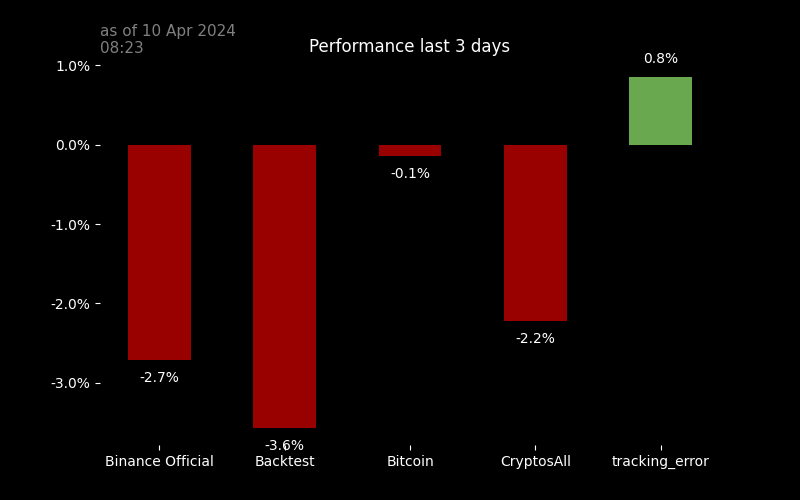 as of 10 Apr 2024
08:23
Performance last 3 days
1.0%
0.0%
-1.0%
-2.0%
-3.0%
0.8%
-0.1%
-2.2%
-2.7%
-3.6%
Binance Official
Backtest
Bitcoin
CryptosAll
tracking_error